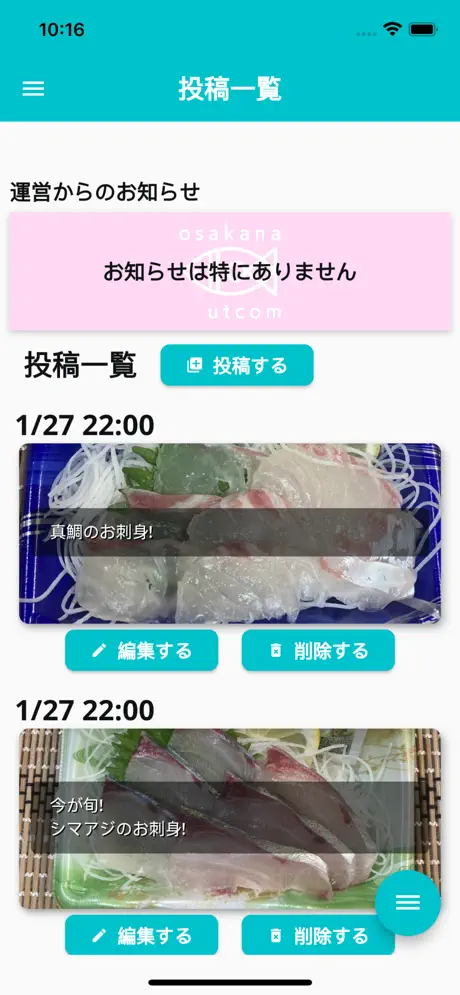 10:16
投稿一覧
運営からのお知らせ
osakana
お知らせは特にありません
utcom
投稿一覧
投稿する
1/27 22:00
真鯛のお刺身!
編集する
削除する
1/27 22:00
今が旬!
シマアジのお刺身!
編集する
削除する